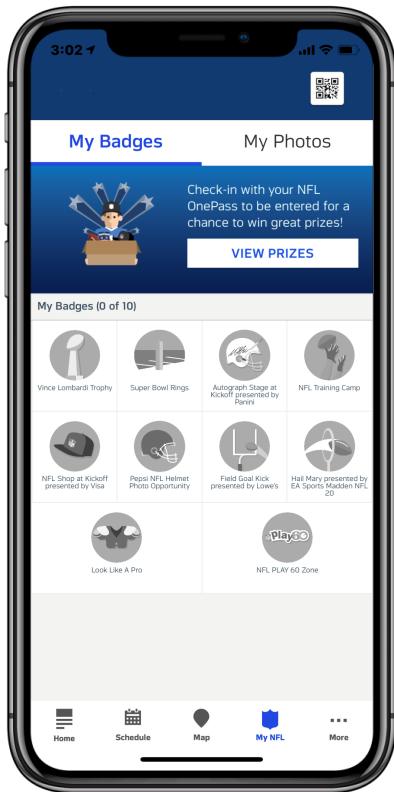 3:02
My Badges
My Photos
Check-in with your NFL
OnePass to be entered for a
chance to win great prizes!
VIEW PRIZES
My Badges (0 of 10)
Vince Lombardi Trophy
Super Bowl Rings
Autograph Stage at
Kickoff presented by
Panini
NFL Training Camp
NFL Shop at Kickoff
presented by Visa
Pepsi NFL Helmet
Photo Opportunity
Field Goal Kick
presented by Lowe's
Hail Mary presented by
EA Sports Madden NFL
20
Look Like A Pro
Play60
NFL PLAY 60 Zone
Home
Schedule
Map
My NFL
More